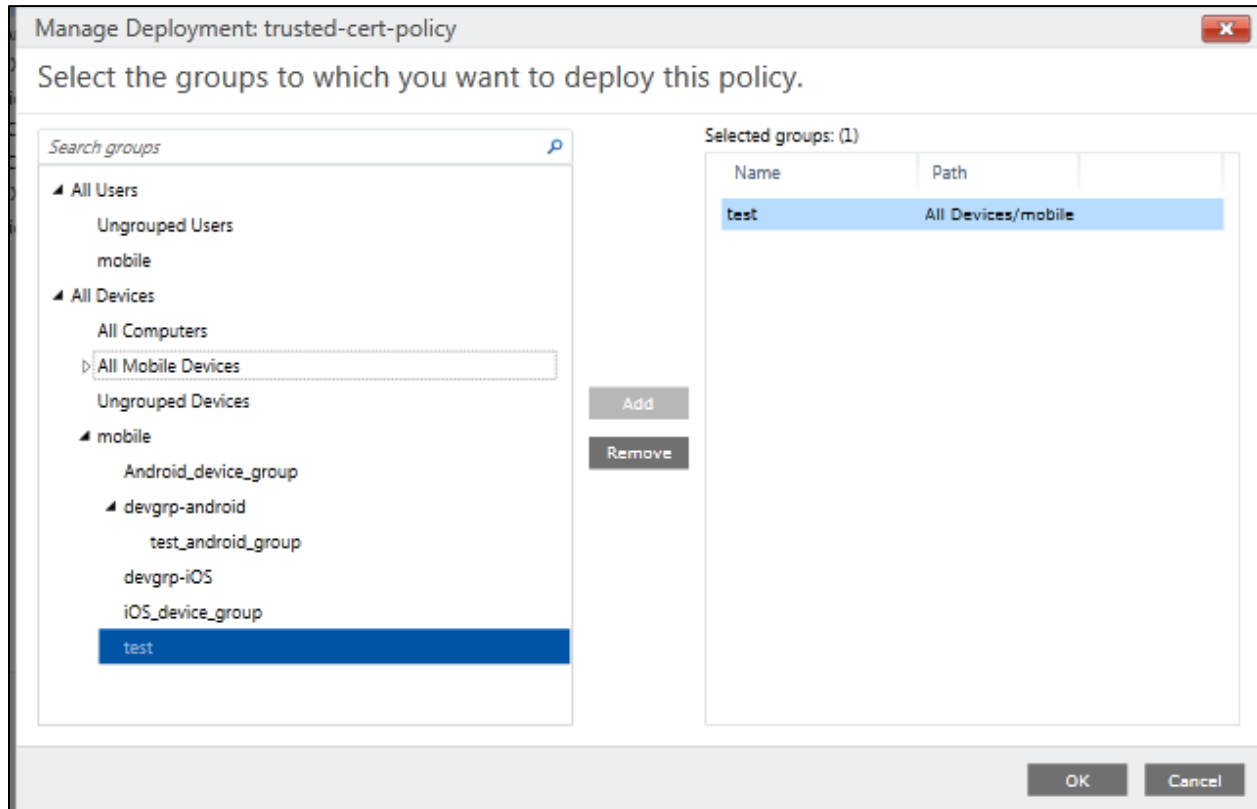 Manage Deployment: trusted-cert-policy
Select the groups to which you want to deploy this policy.
Search groups
All Users
Ungrouped Users
mobile
All Devices
All Computers
All Mobile Devices
Ungrouped Devices
mobile
Android_device_group
devgrp-android
test_android_group
devgrp-iOS
iOS_device_group
test
Add
Remove
Selected groups: (1)
Name Path
test All Devices/mobile
OK Cancel